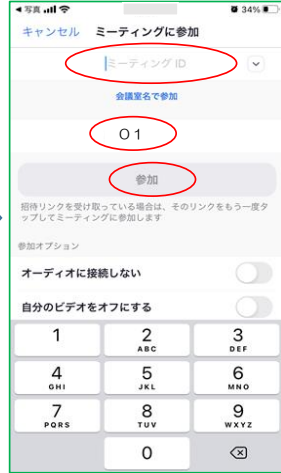 写真 34%
キャンセル ミーティングに参加
ミーティング ID
会議室名で参加
０１
参加
招待リンクを受け取っている場合は、そのリンクをもう一度タ
ップしてミーティングに参加します
参加オプション
オーディオに接続しない
自分のビデオをオフにする
1 2 3
ABC DEF
4 5 6
GHI JKL MNO
7 8 9
PQRS TUV WXYZ
0